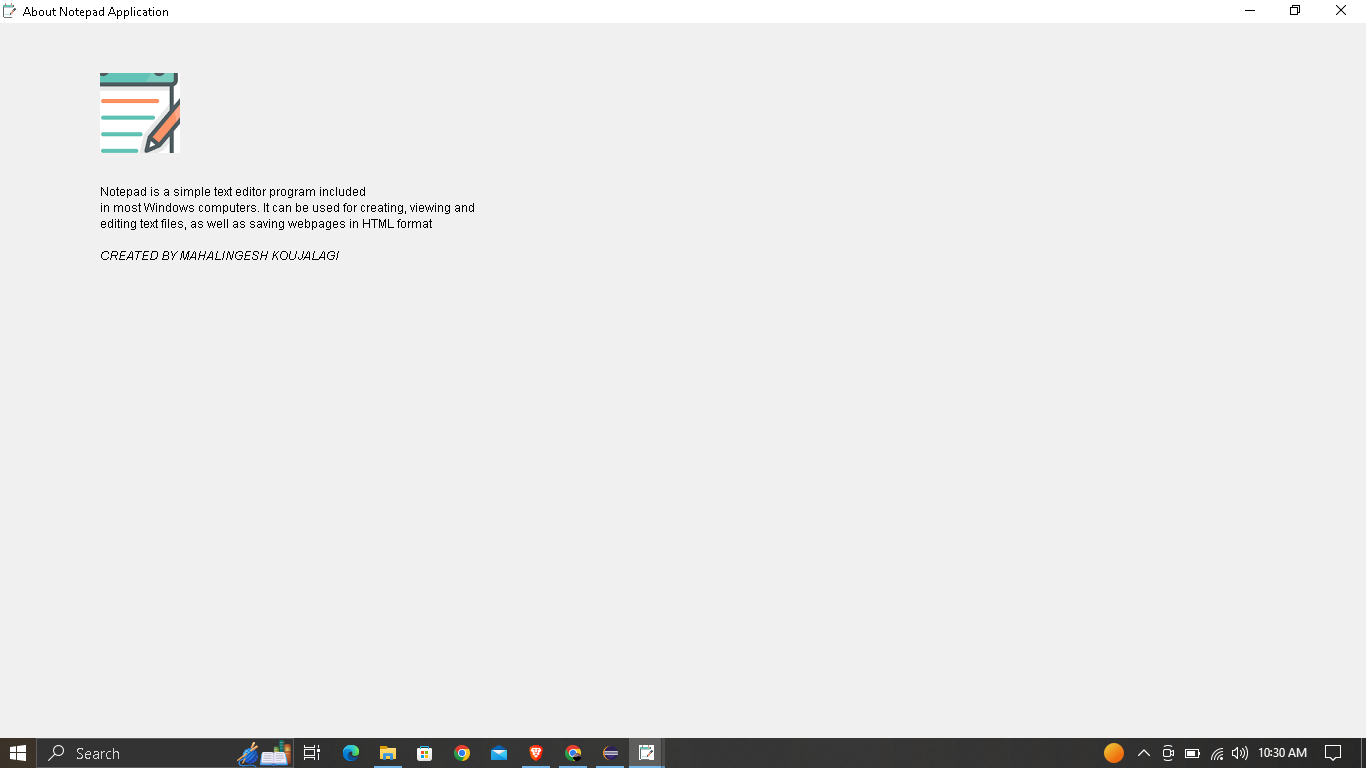 About Notepad Application
Notepad is a simple text editor program included
in most Windows computers. It can be used for creating, viewing and
editing text files, as well as saving webpages in HTML format
CREATED BY MAHALINGESH KOUJALAGI
Search
10:30 AM